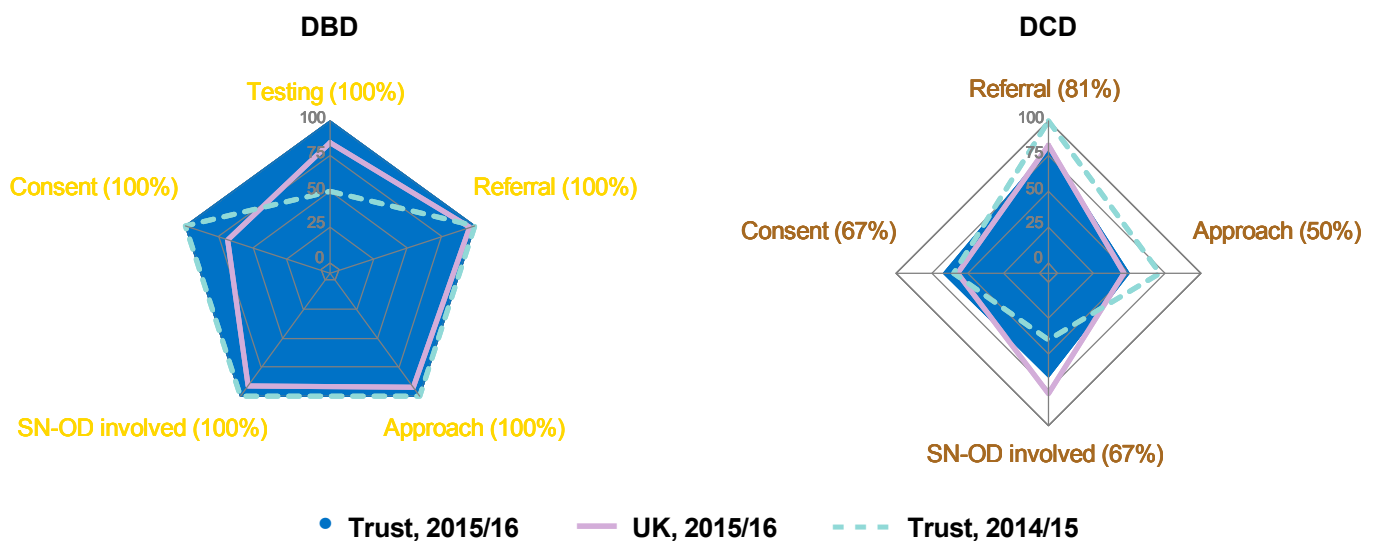 DBD
Testing (100%)
100
75
50
25
0
Consent (100%)
Referral (100%)
SN-OD involved (100%)
Approach (100%)
DCD
Referral (81%)
100
75
50
25
0
Consent (67%)
Approach (50%)
SN-OD involved (67%)
Trust, 2015/16
UK, 2015/16
Trust, 2014/15